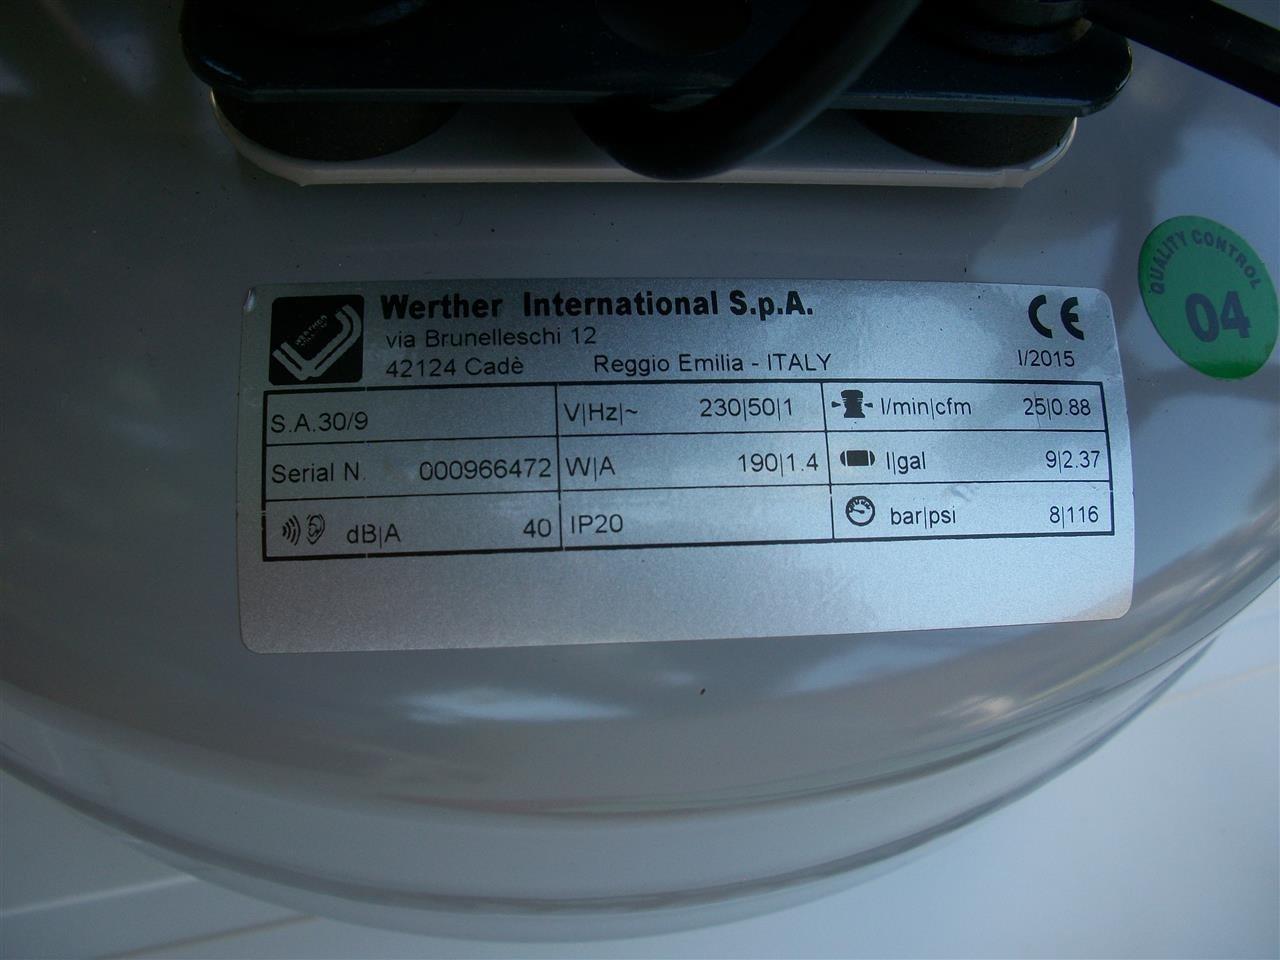 Werther International S.p.A.
via Brunelleschi 12
42124 Cadè Reggio Emilia - ITALY
I/2015
CE
S.A.30/9
V|Hz|~ 230|50|1
l/min|cfm 25|0.88
Serial N. 000966472
W|A 190|1.4
l|gal 9|2.37
dB|A 40
IP20
bar|psi 8|116
QUALITY CONTROL
04